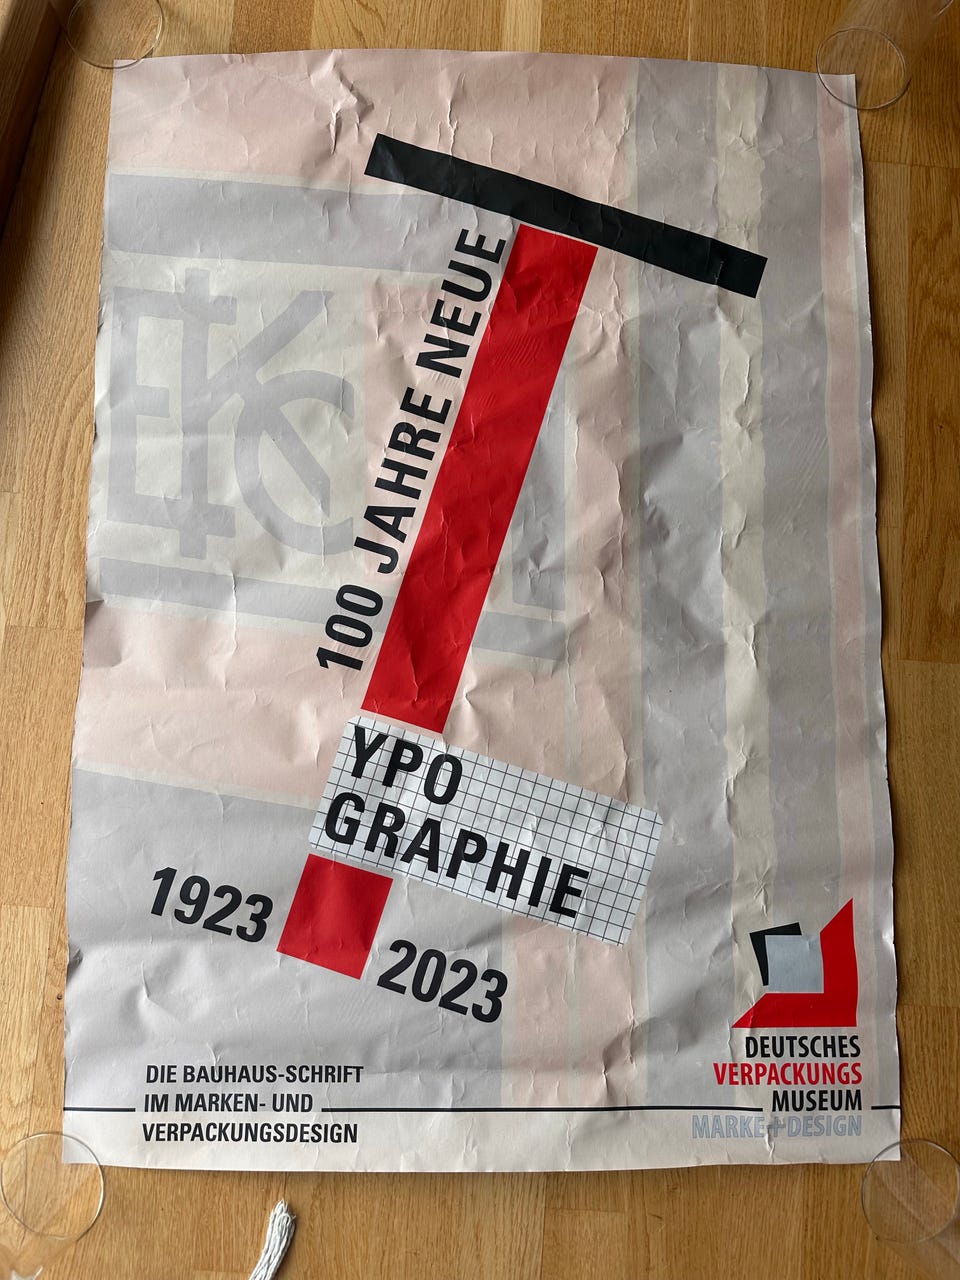 100 JAHRE NEUE
T
YPO
GRAPHIE
1923
2023
DIE BAUHAUS-SCHRIFT
IM MARKEN- UND
VERPACKUNGSDESIGN
DEUTSCHES
VERPACKUNGS
MUSEUM
MARKE+DESIGN